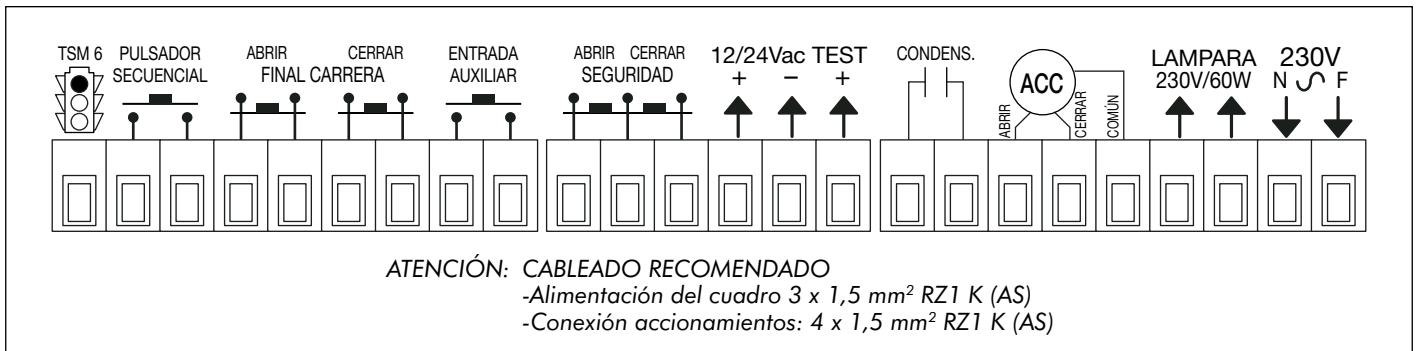 TSM 6 PULSADOR SECUENCIAL
ABRIR CERRAR
FINAL CARRERA
ENTRADA AUXILIAR
ABRIR CERRAR
SEGURIDAD
12/24Vac TEST
+ − +
CONDENS.
ACC
ABRIR
CERRAR
COMÚN
LAMPARA
230V/60W
230V
N F
ATENCIÓN: CABLEADO RECOMENDADO
-Alimentación del cuadro 3 x 1,5 mm² RZ1 K (AS)
-Conexión accionamientos: 4 x 1,5 mm² RZ1 K (AS)